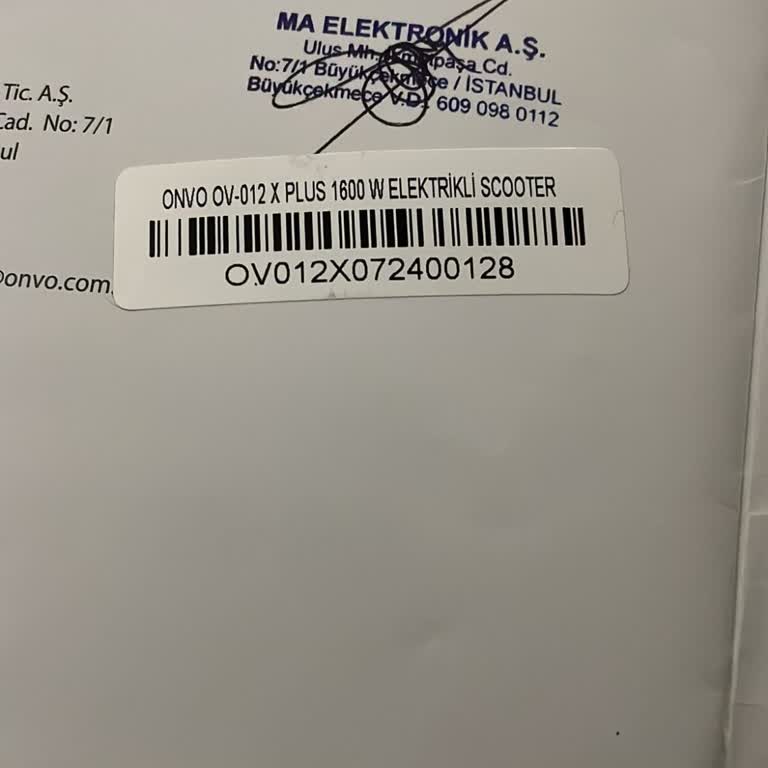 MA ELEKTRONİK A.Ş.
Ulus Mh. Cd.
No:7/1 Büyükçekmece / İSTANBUL
Büyükçekmece V.D. 609 098 0112
Tic. A.Ş.
Cad. No: 7/1
ul
ONVO OV-012 X PLUS 1600 W ELEKTRİKLİ SCOOTER
OV012X072400128
onvo.com